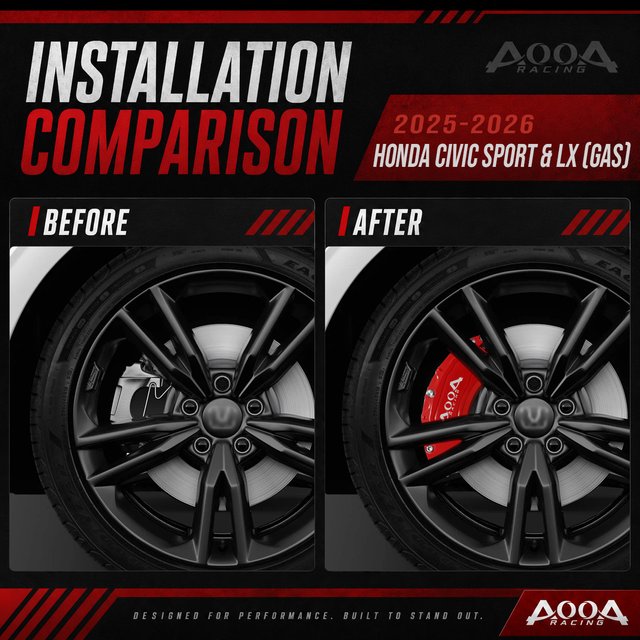 INSTALLATION
COMPARISON
AOOA
RACING
2025-2026
HONDA CIVIC SPORT & LX (GAS)
BEFORE
AFTER
AOOA
RACING
DESIGNED FOR PERFORMANCE. BUILT TO STAND OUT.
AOOA
RACING